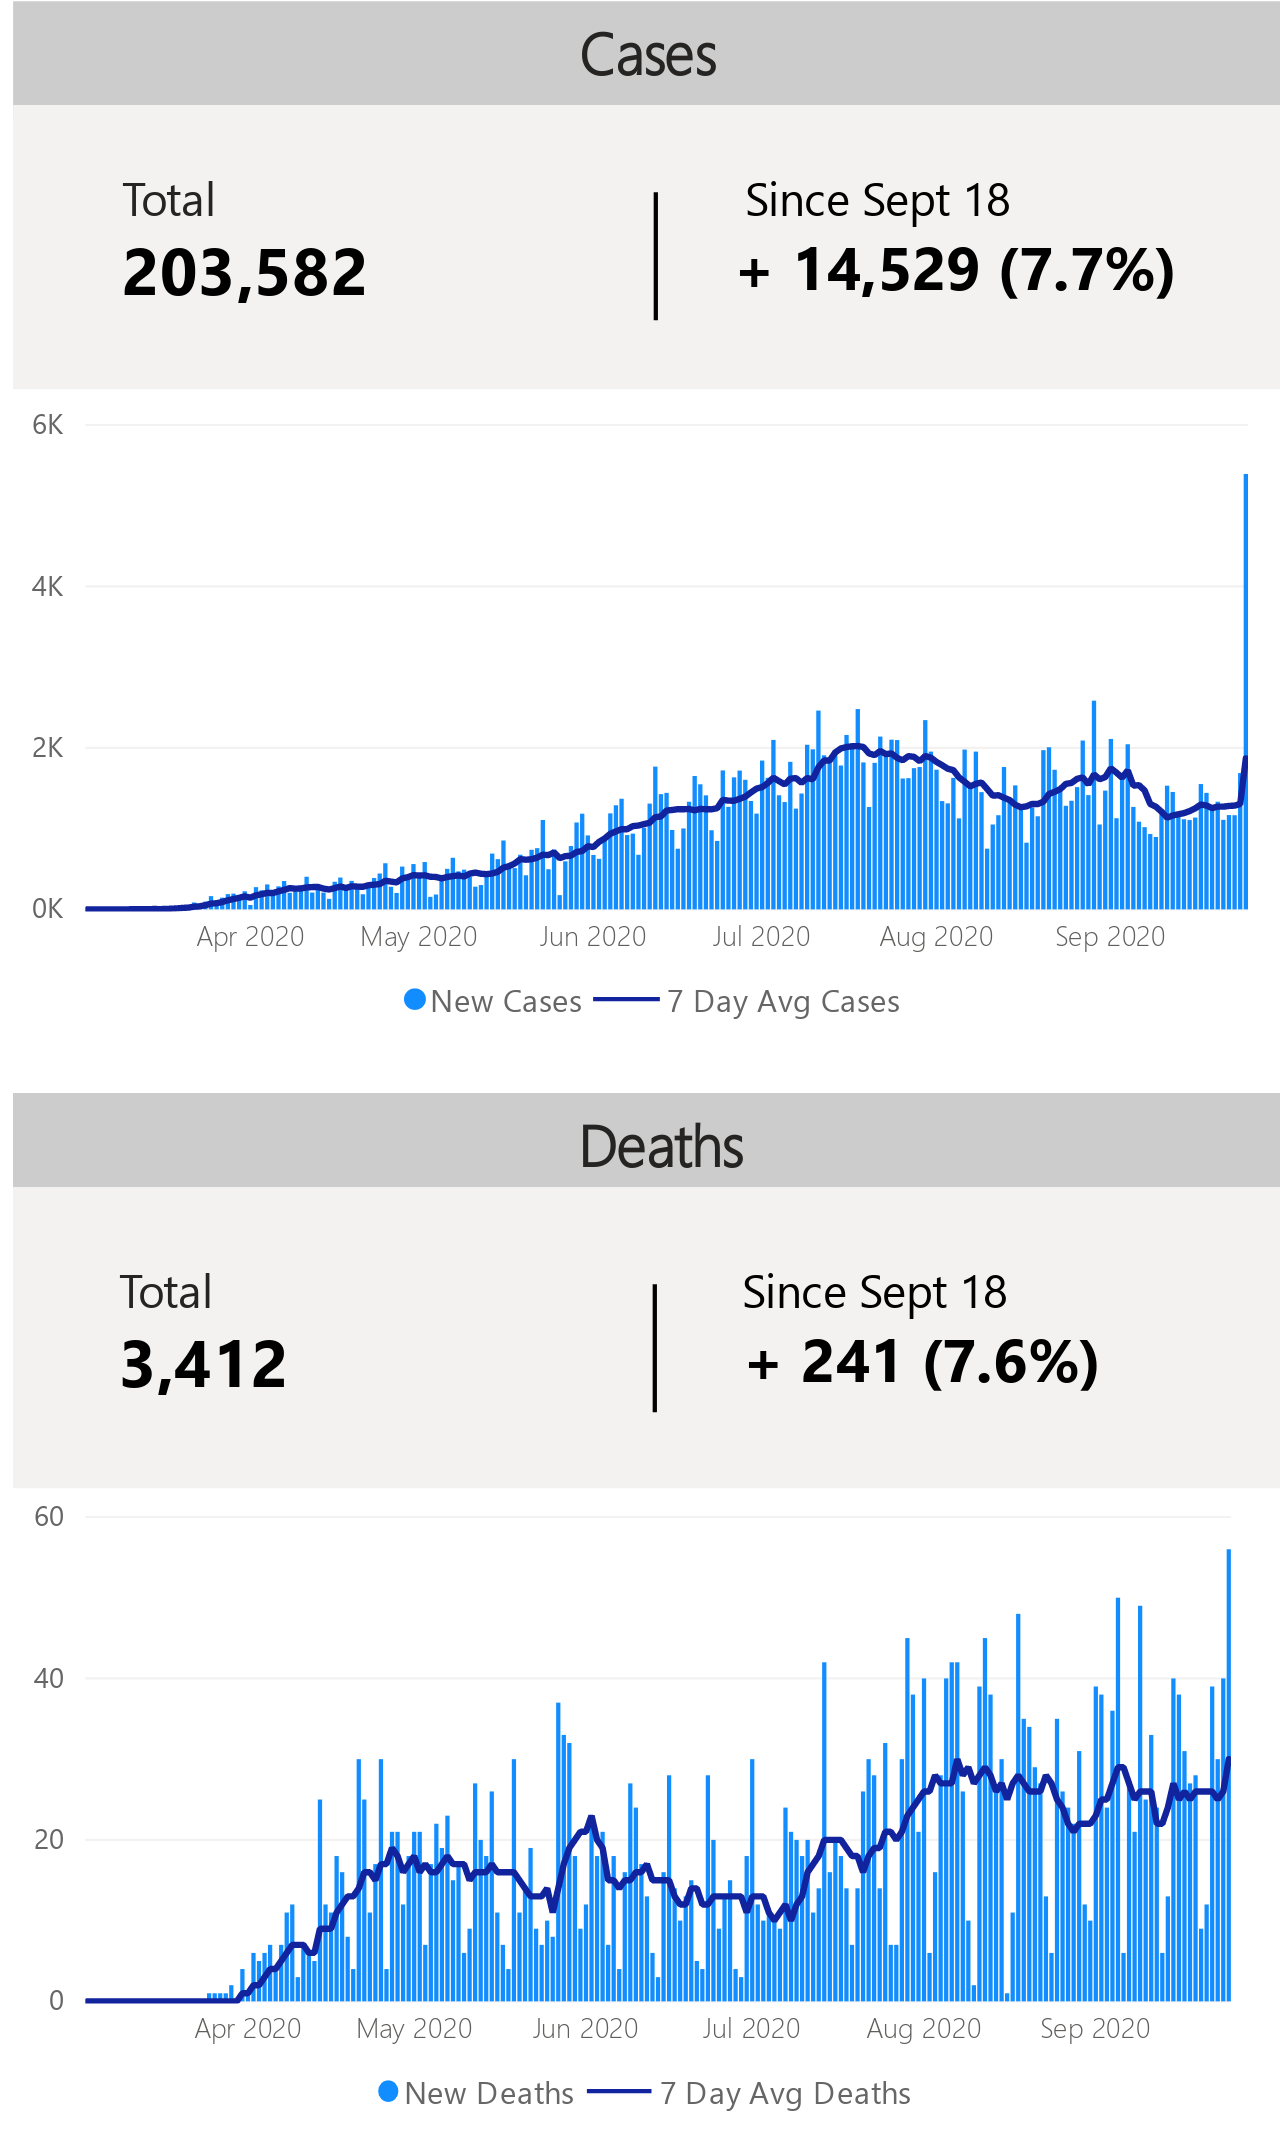 Cases
Total
Since Sept 18
203,582
+ 14,529 (7.7%)
6K
4K
2K
0K
Apr 2020
May 2020
Jun 2020
Jul 2020
Aug 2020
Sep 2020
New Cases
7 Day Avg Cases
Deaths
Total
Since Sept 18
3,412
+ 241 (7.6%)
60
40
20
0
Apr 2020
May 2020
Jun 2020
Jul 2020
Aug 2020
Sep 2020
New Deaths
7 Day Avg Deaths